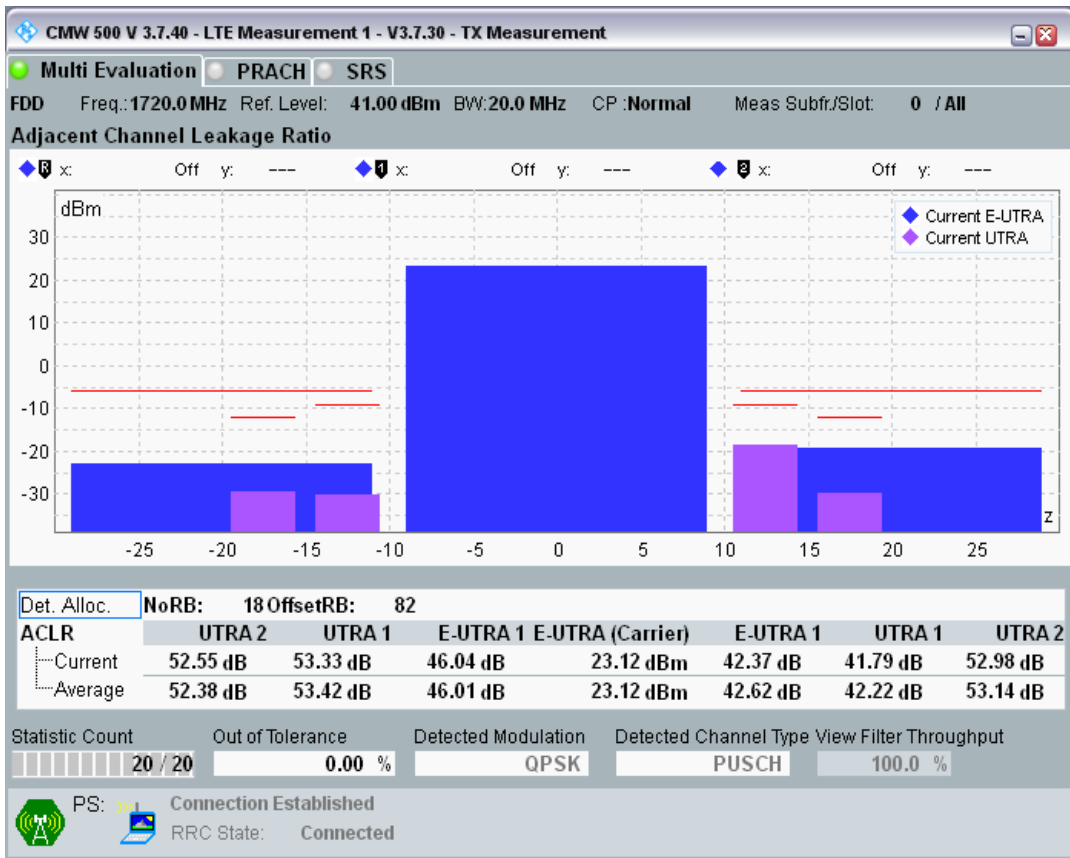 CMW 500 V 3.7.40 - LTE Measurement 1 - V3.7.30 - TX Measurement
Multi Evaluation PRACH SRS
FDD Freq.:1720.0 MHz Ref. Level: 41.00 dBm BW:20.0 MHz CP :Normal Meas Subfr./Slot: 0 / All
Adjacent Channel Leakage Ratio
R x: Off y: --- 1 x: Off y: --- 2 x: Off y: ---
dBm
Current E-UTRA
Current UTRA
30
20
10
0
-10
-20
-30
z
-25 -20 -15 -10 -5 0 5 10 15 20 25
Det. Alloc. NoRB: 18 OffsetRB: 82
ACLR UTRA 2 UTRA 1 E-UTRA 1 E-UTRA (Carrier) E-UTRA 1 UTRA 1 UTRA 2
Current 52.55 dB 53.33 dB 46.04 dB 23.12 dBm 42.37 dB 41.79 dB 52.98 dB
Average 52.38 dB 53.42 dB 46.01 dB 23.12 dBm 42.62 dB 42.22 dB 53.14 dB
Statistic Count Out of Tolerance Detected Modulation Detected Channel Type View Filter Throughput
20 / 20 0.00 % QPSK PUSCH 100.0 %
PS: Connection Established
RRC State: Connected